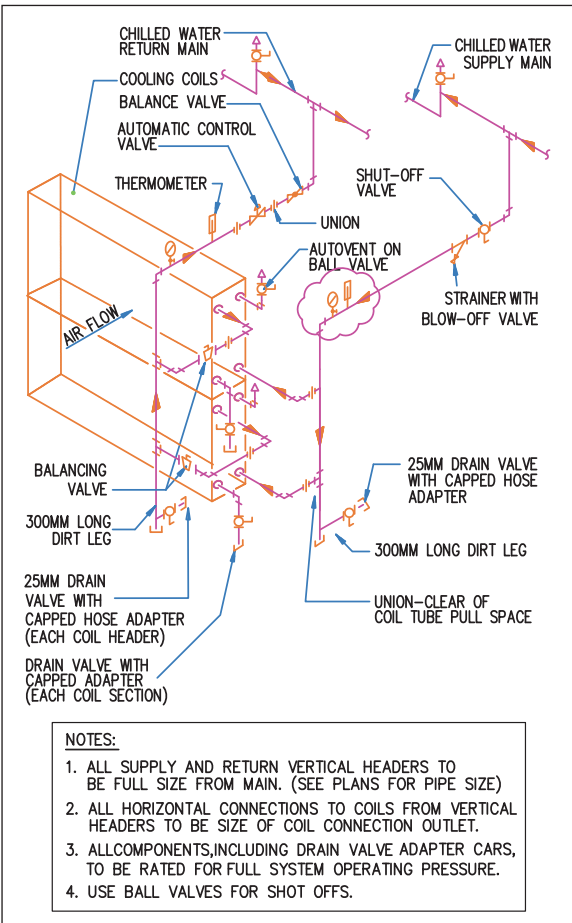 CHILLED WATER
RETURN MAIN
CHILLED WATER
SUPPLY MAIN
COOLING COILS
BALANCE VALVE
AUTOMATIC CONTROL
VALVE
THERMOMETER
SHUT-OFF
VALVE
UNION
AUTOVENT ON
BALL VALVE
STRAINER WITH
BLOW-OFF VALVE
AIR FLOW
BALANCING
VALVE
25MM DRAIN VALVE
WITH CAPPED HOSE
ADAPTER
300MM LONG
DIRT LEG
300MM LONG DIRT LEG
25MM DRAIN
VALVE WITH
CAPPED HOSE ADAPTER
(EACH COIL HEADER)
UNION-CLEAR OF
COIL TUBE PULL SPACE
DRAIN VALVE WITH
CAPPED ADAPTER
(EACH COIL SECTION)
NOTES:
1. ALL SUPPLY AND RETURN VERTICAL HEADERS TO
BE FULL SIZE FROM MAIN. (SEE PLANS FOR PIPE SIZE)
2. ALL HORIZONTAL CONNECTIONS TO COILS FROM VERTICAL
HEADERS TO BE SIZE OF COIL CONNECTION OUTLET.
3. ALLCOMPONENTS,INCLUDING DRAIN VALVE ADAPTER CARS,
TO BE RATED FOR FULL SYSTEM OPERATING PRESSURE.
4. USE BALL VALVES FOR SHOT OFFS.